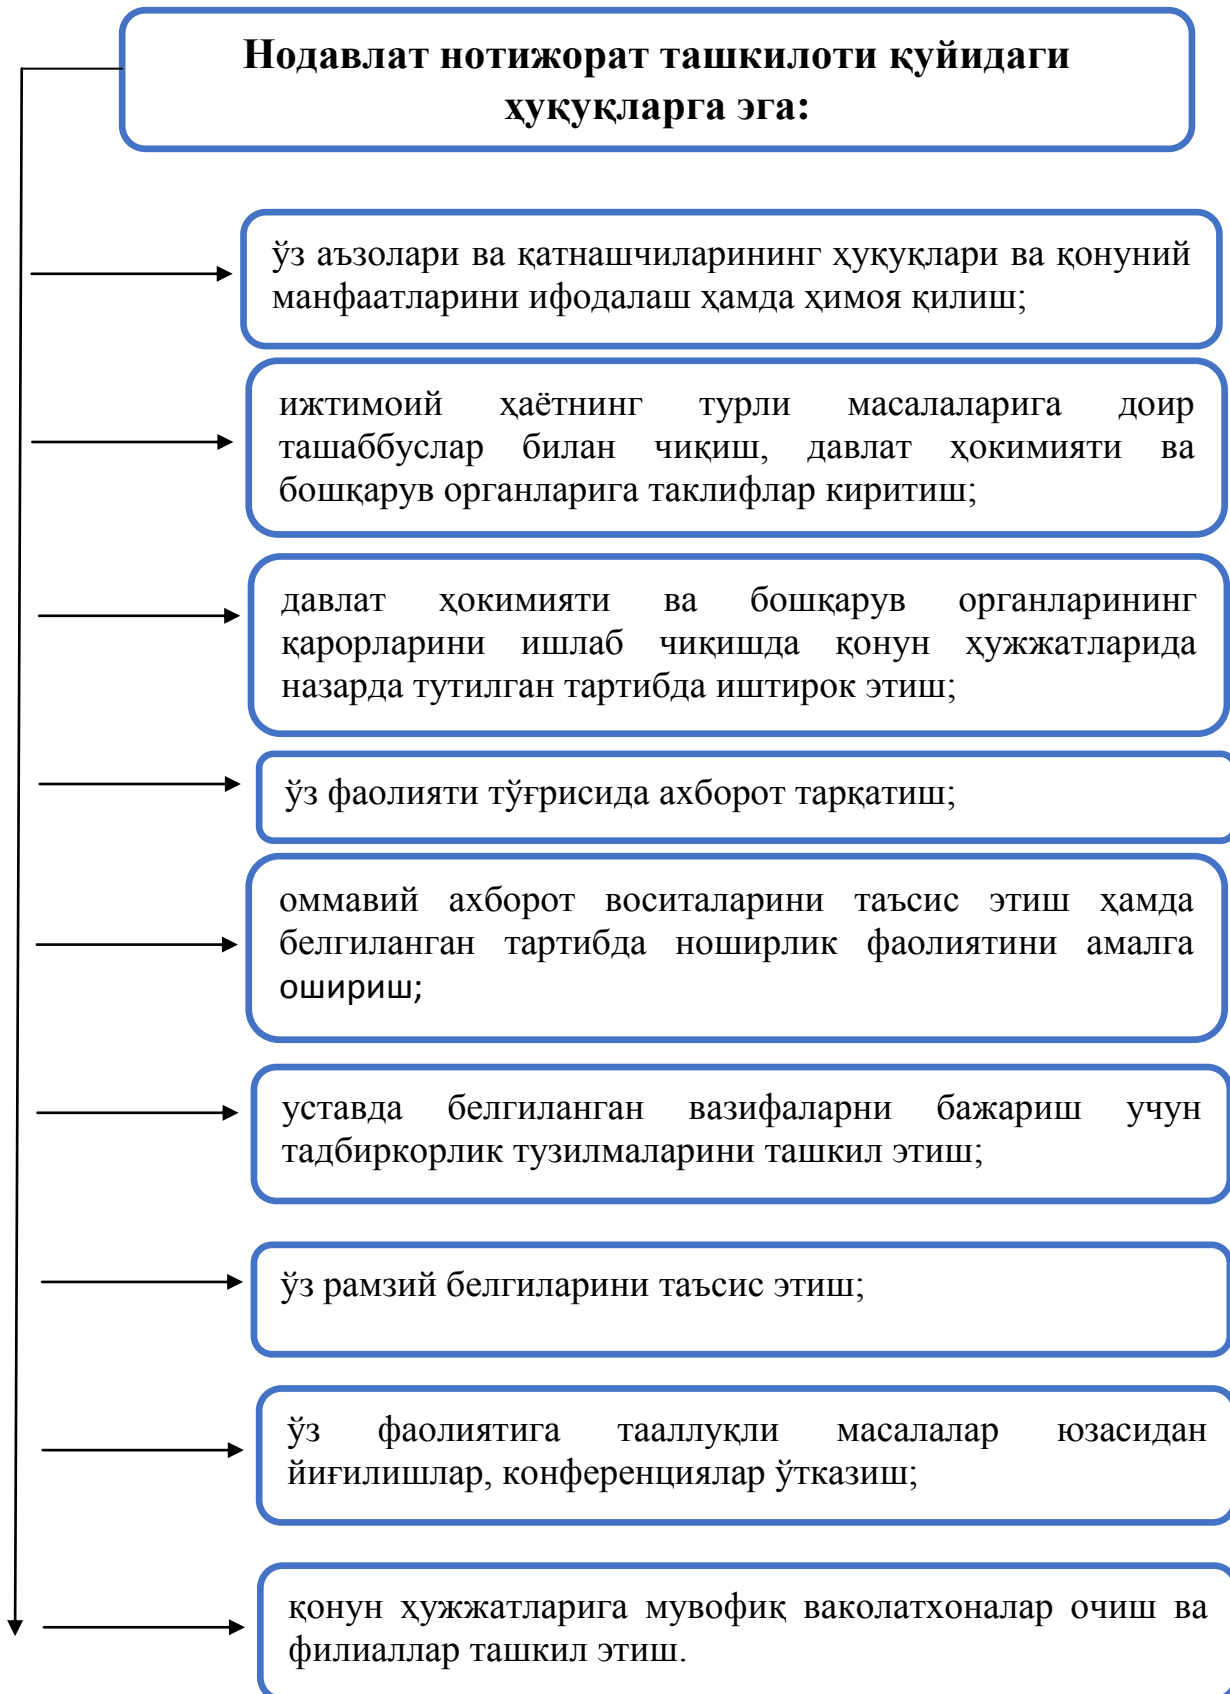 Нодавлат нотижорат ташкилоти қуйидаги
ҳуқуқларга эга:
ўз аъзолари ва қатнашчиларининг ҳуқуқлари ва қонуний
манфаатларини ифодалаш ҳамда ҳимоя қилиш;
ижтимоий ҳаётнинг турли масалаларига доир
ташаббуслар билан чиқиш, давлат ҳокимияти ва
бошқарув органларига таклифлар киритиш;
давлат ҳокимияти ва бошқарув органларининг
қарорларини ишлаб чиқишда қонун ҳужжатларида
назарда тутилган тартибда иштирок этиш;
ўз фаолияти тўғрисида ахборот тарқатиш;
оммавий ахборот воситаларини таъсис этиш ҳамда
белгиланган тартибда ноширлик фаолиятини амалга
ошириш;
уставда белгиланган вазифаларни бажариш учун
тадбиркорлик тузилмаларини ташкил этиш;
ўз рамзий белгиларини таъсис этиш;
ўз фаолиятига тааллуқли масалалар юзасидан
йиғилишлар, конференциялар ўтказиш;
қонун ҳужжатларига мувофиқ ваколатхоналар очиш ва
филиаллар ташкил этиш.